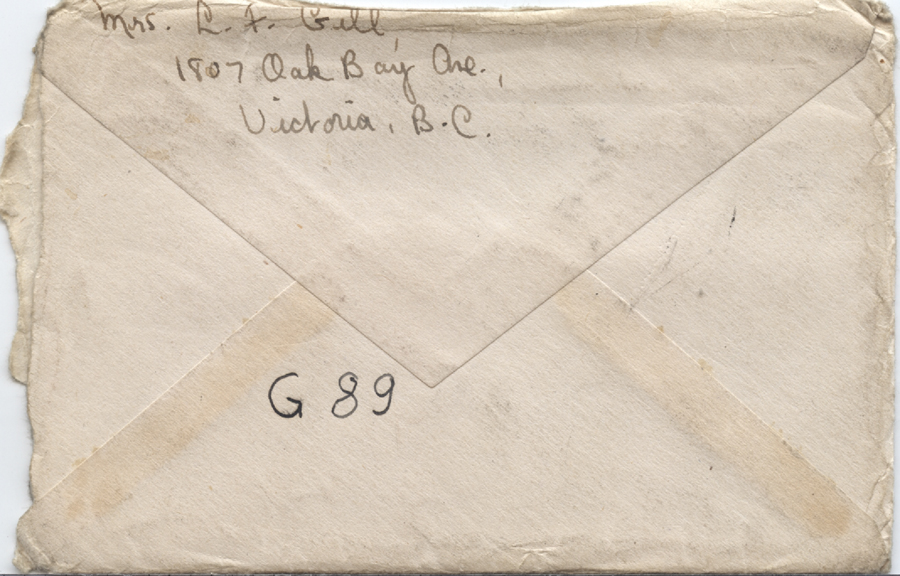 Mrs. L. F. Gill,
1807 Oak Bay Ave.,
Victoria, B.C.
G 89